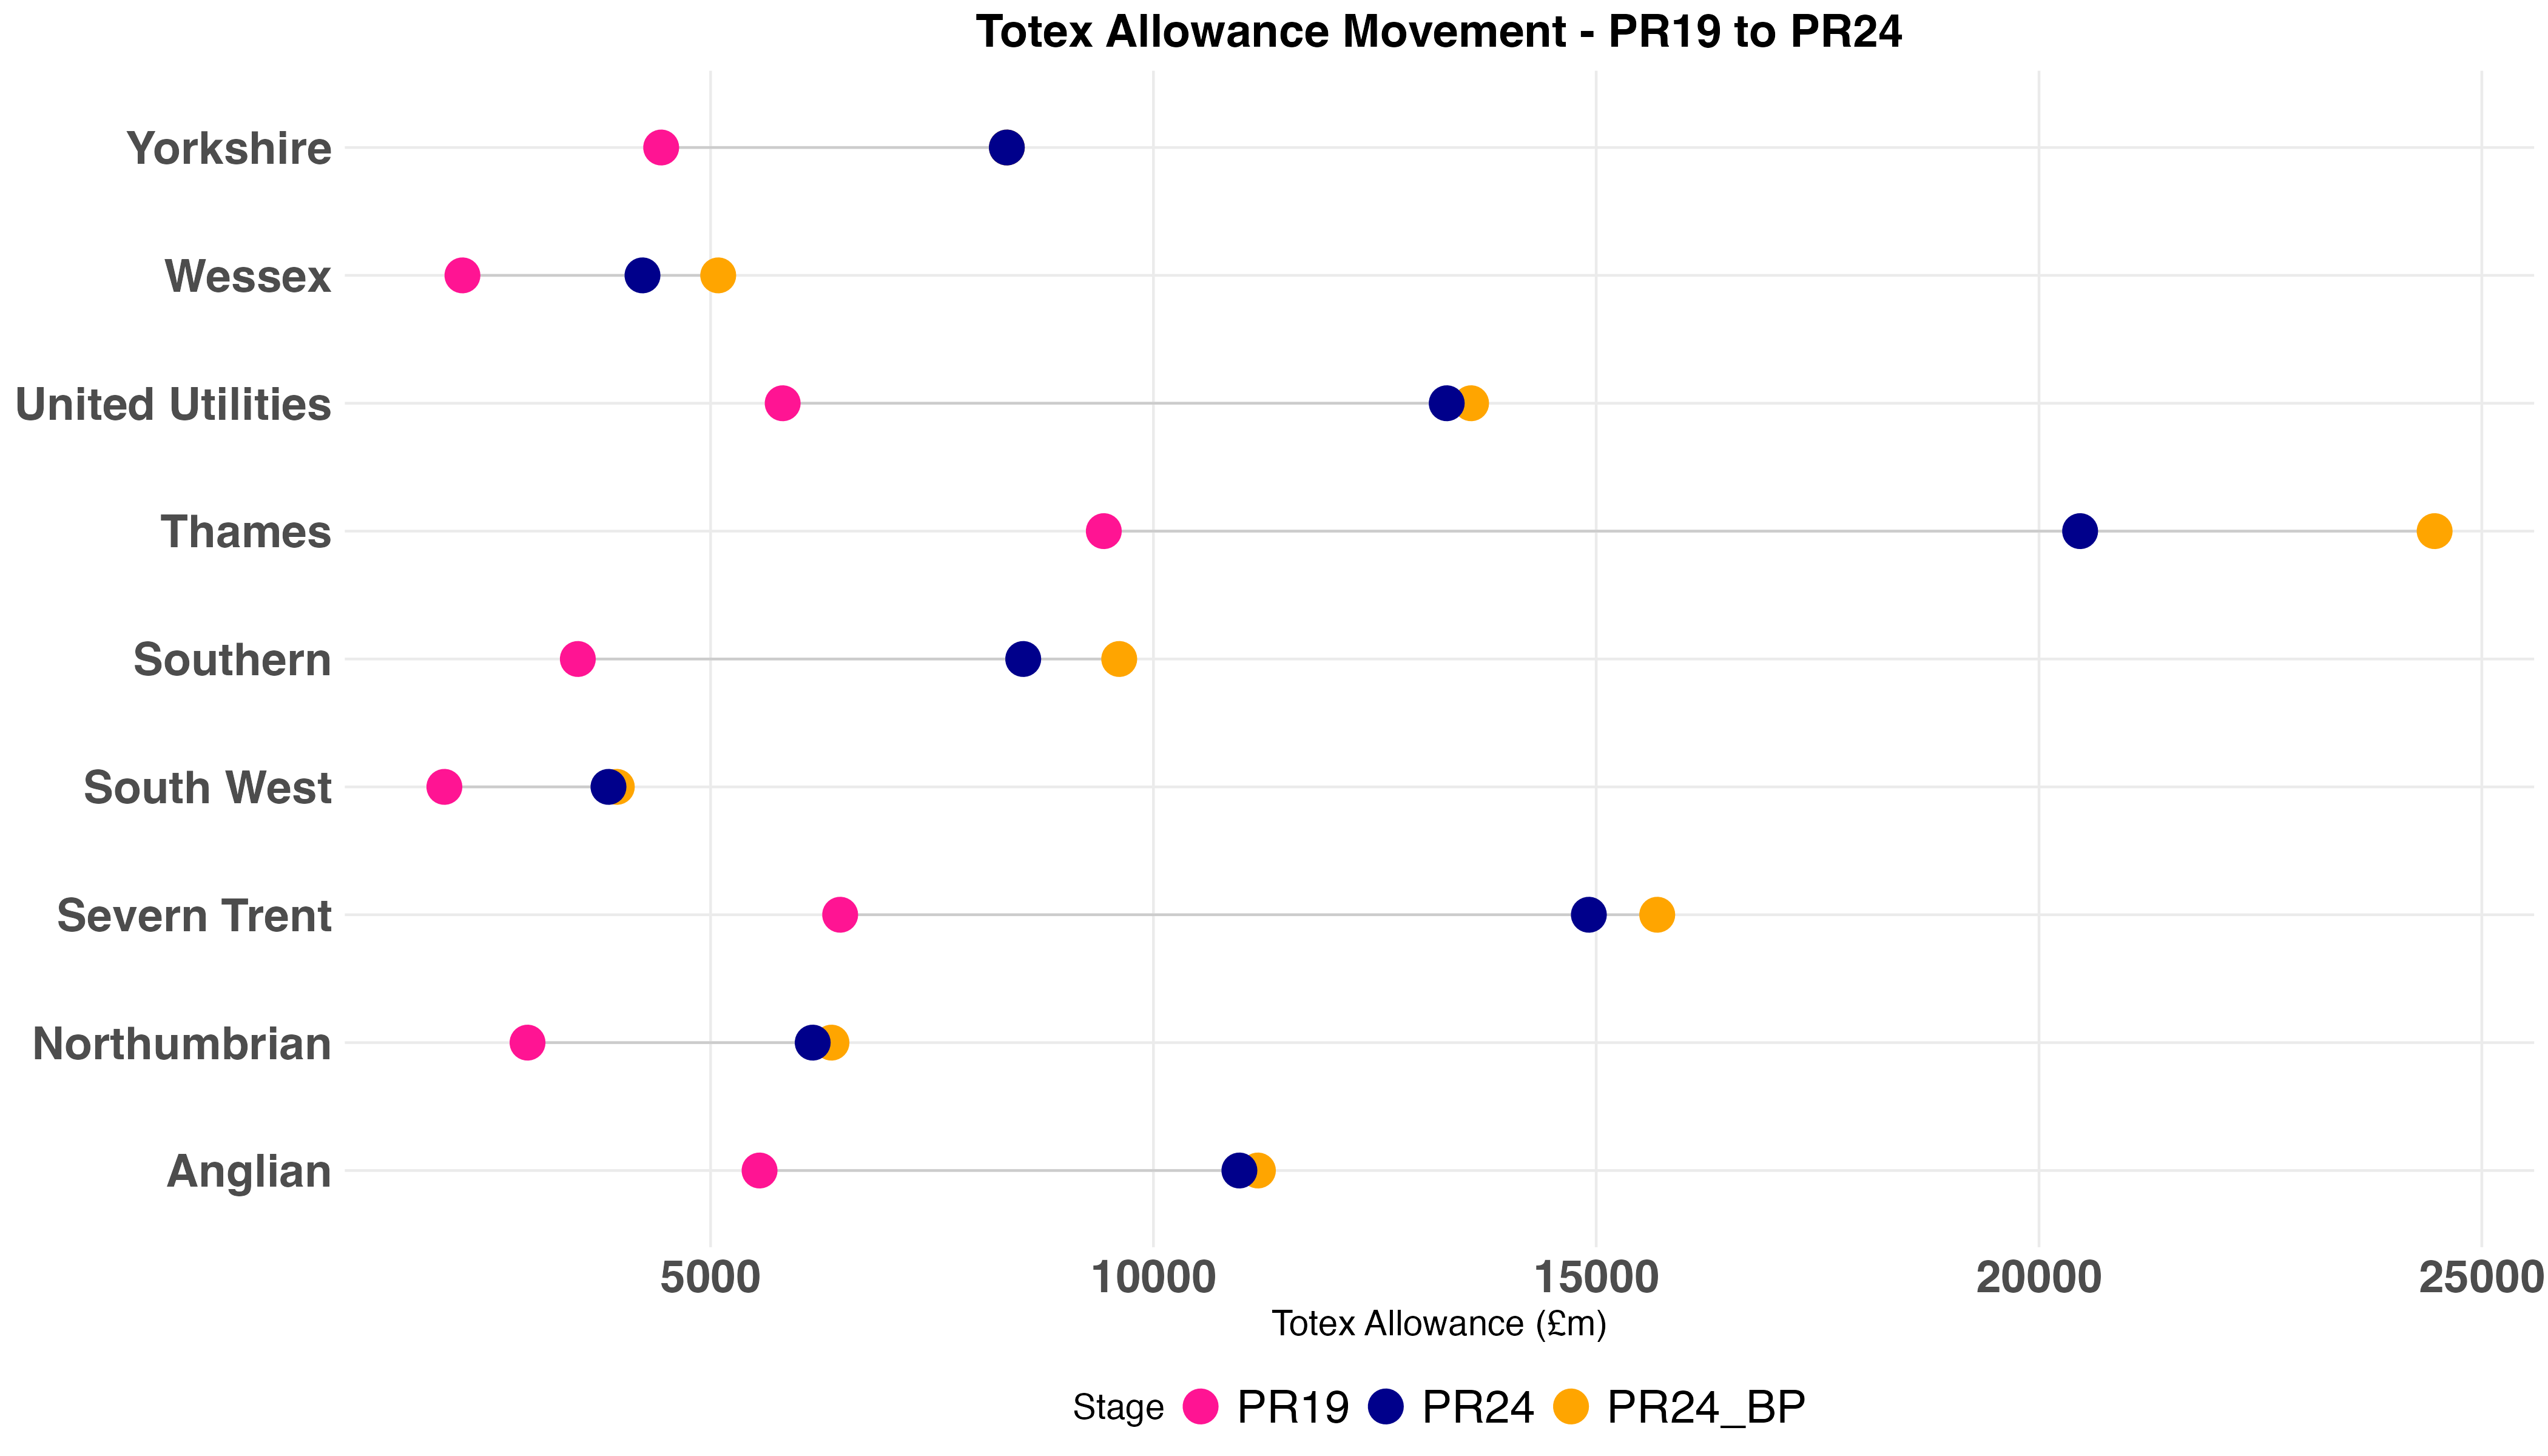 Totex Allowance Movement - PR19 to PR24
Yorkshire
Wessex
United Utilities
Thames
Southern
South West
Severn Trent
Northumbrian
Anglian
5000 10000 15000 20000 25000
Totex Allowance (£m)
Stage PR19 PR24 PR24_BP